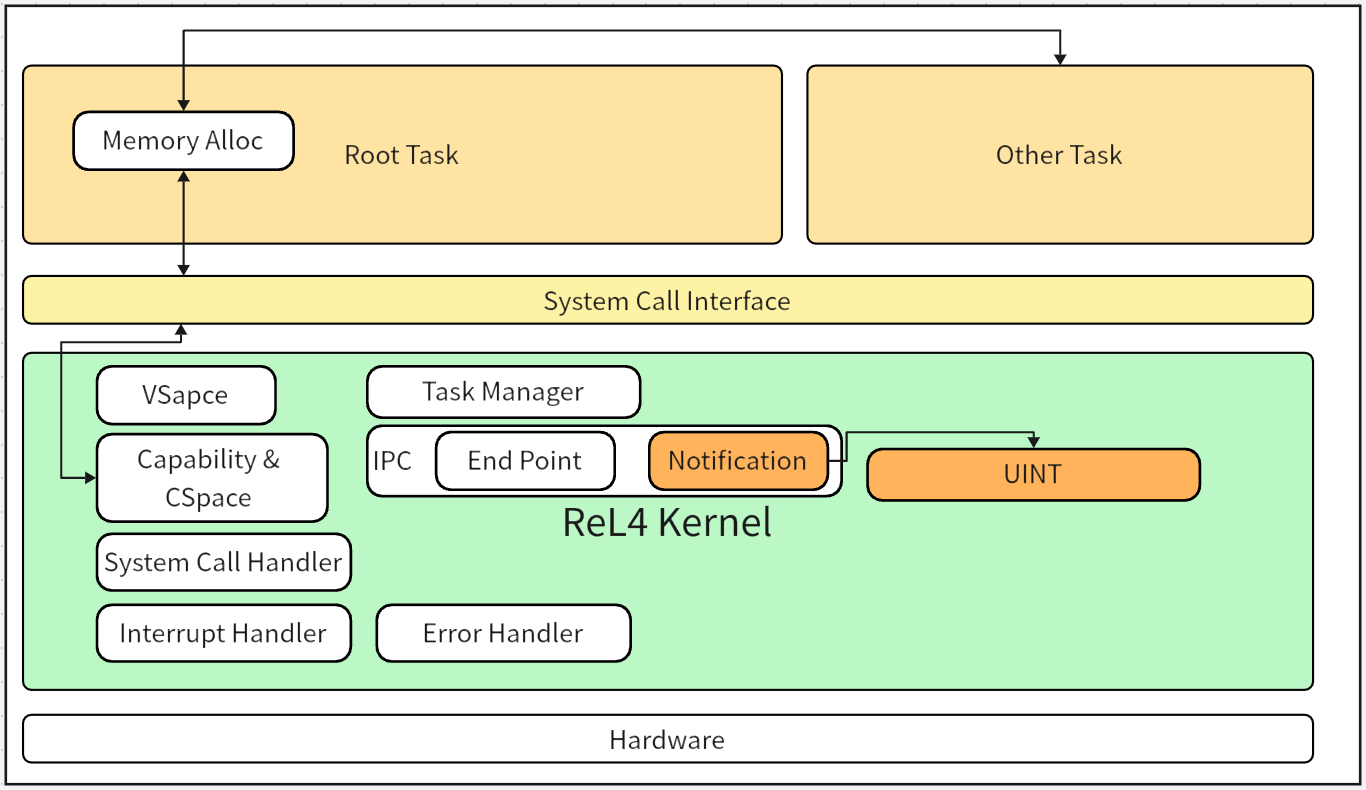 Memory Alloc
Root Task
Other Task
System Call Interface
VSapce
Task Manager
Capability &
CSpace
IPC
End Point
Notification
UINT
ReL4 Kernel
System Call Handler
Interrupt Handler
Error Handler
Hardware